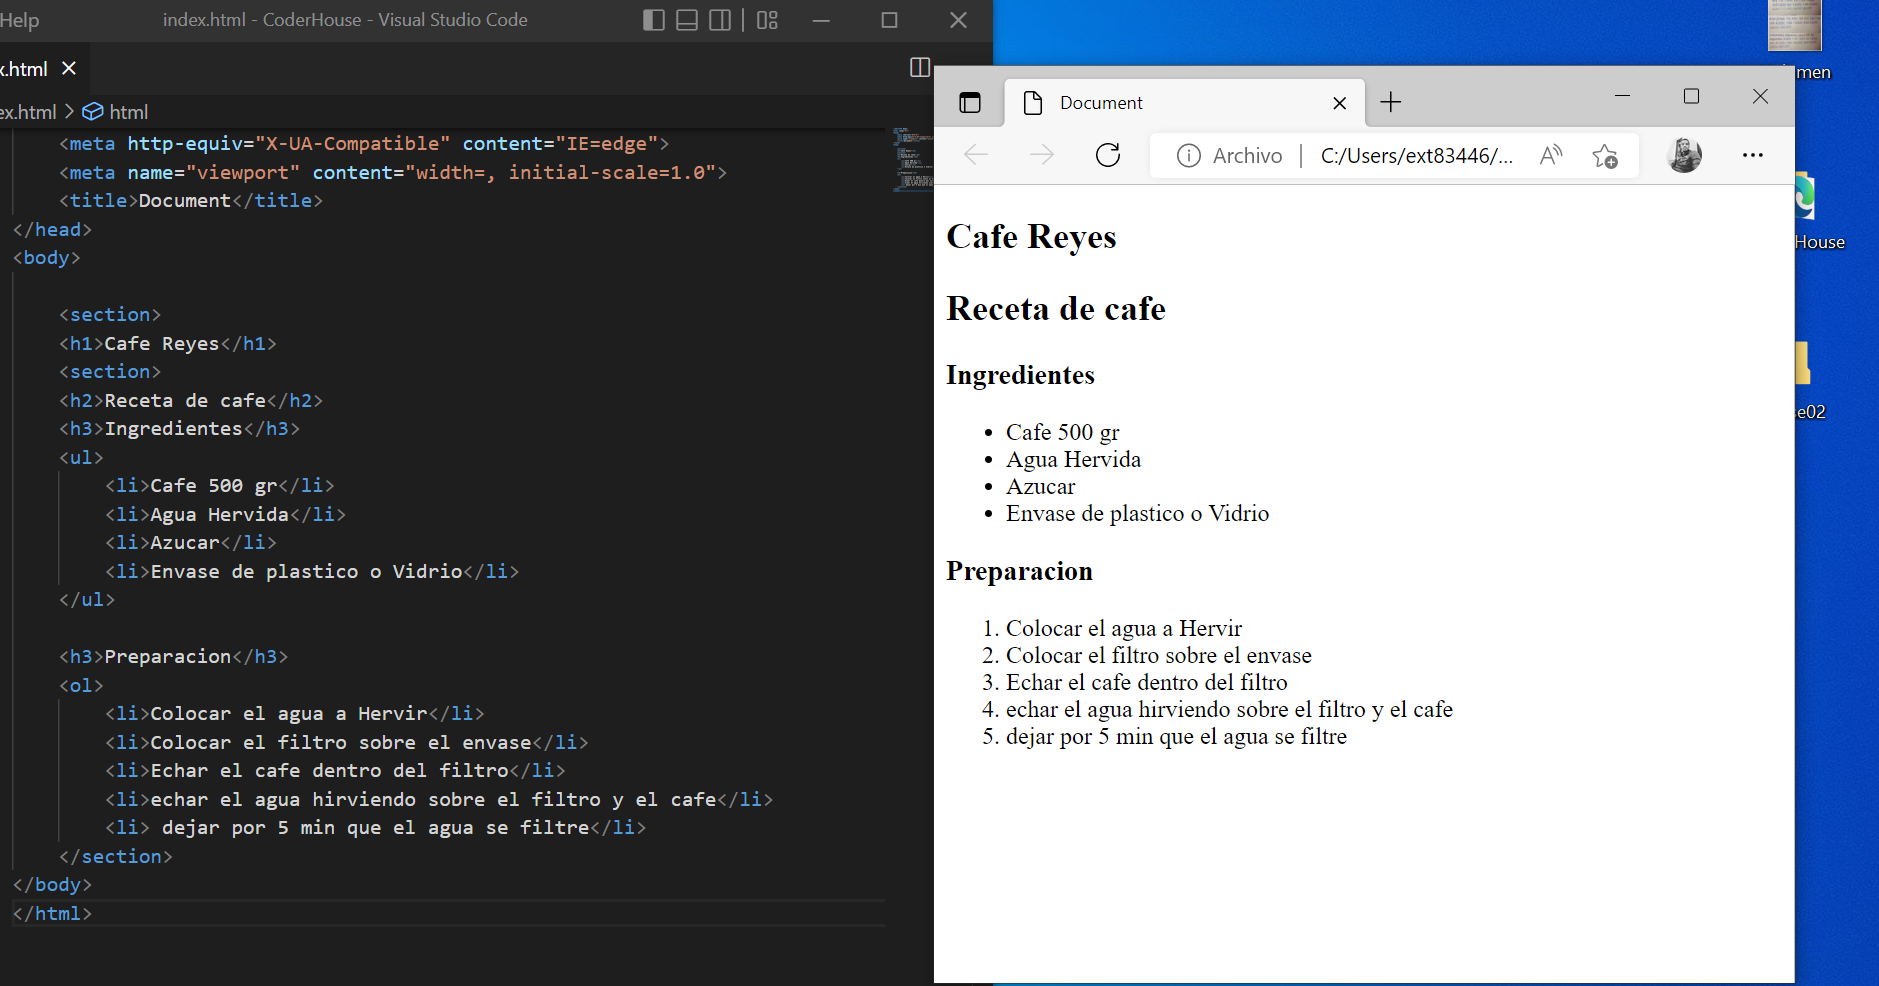 Help
index.html - CoderHouse - Visual Studio Code
x.html
ex.html > html
<meta http-equiv="X-UA-Compatible" content="IE=edge">
<meta name="viewport" content="width=, initial-scale=1.0">
<title>Document</title>
</head>
<body>
<section>
<h1>Cafe Reyes</h1>
<section>
<h2>Receta de cafe</h2>
<h3>Ingredientes</h3>
<ul>
<li>Cafe 500 gr</li>
<li>Agua Hervida</li>
<li>Azucar</li>
<li>Envase de plastico o Vidrio</li>
</ul>
<h3>Preparacion</h3>
<ol>
<li>Colocar el agua a Hervir</li>
<li>Colocar el filtro sobre el envase</li>
<li>Echar el cafe dentro del filtro</li>
<li>echar el agua hirviendo sobre el filtro y el cafe</li>
<li> dejar por 5 min que el agua se filtre</li>
</section>
</body>
</html>
Document
Archivo | C:/Users/ext83446/...
Cafe Reyes
Receta de cafe
Ingredientes
• Cafe 500 gr
• Agua Hervida
• Azucar
• Envase de plastico o Vidrio
Preparacion
1. Colocar el agua a Hervir
2. Colocar el filtro sobre el envase
3. Echar el cafe dentro del filtro
4. echar el agua hirviendo sobre el filtro y el cafe
5. dejar por 5 min que el agua se filtre
men
House
se02